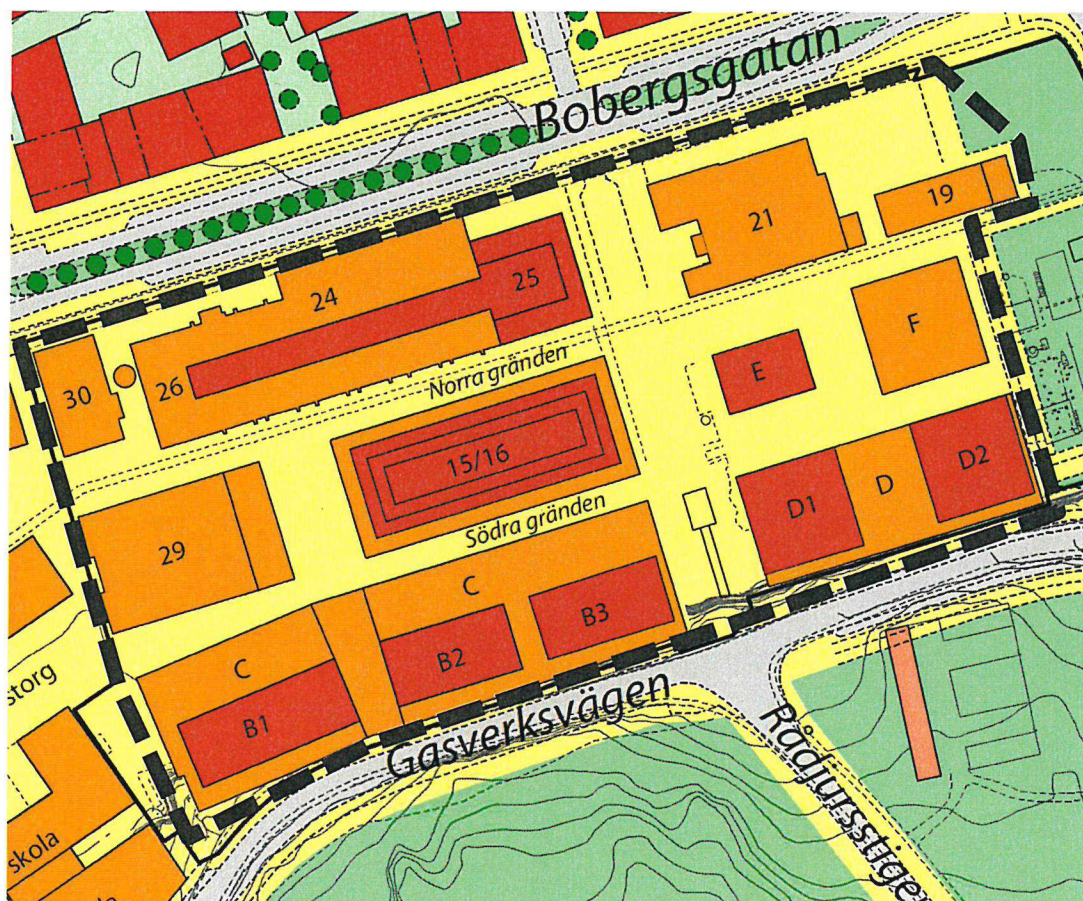 Bobergsgatan
19
21
25
24
F
Norra gränden
E
30
26
15/16
D2
D
D1
Södra gränden
29
C
B3
B2
C
storg
B1
Gasverksvägen
Rådjursstigen
skola